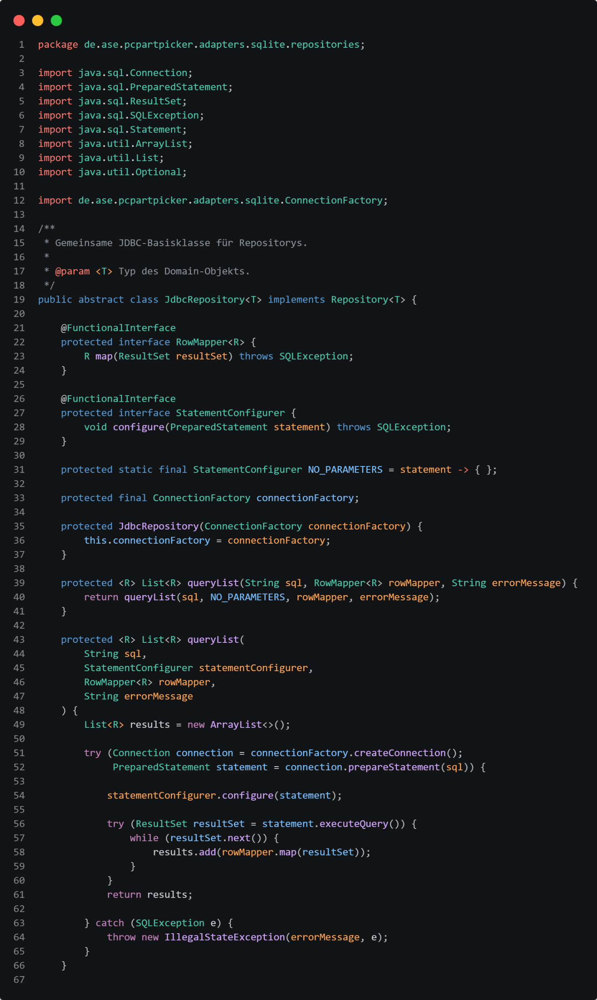 1 package de.ase.pcpartpicker.adapters.sqlite.repositories;
2
3 import java.sql.Connection;
4 import java.sql.PreparedStatement;
5 import java.sql.ResultSet;
6 import java.sql.SQLException;
7 import java.sql.Statement;
8 import java.util.ArrayList;
9 import java.util.List;
10 import java.util.Optional;
11
12 import de.ase.pcpartpicker.adapters.sqlite.ConnectionFactory;
13
14 /**
15  * Gemeinsame JDBC-Basisklasse für Repositorys.
16  *
17  * @param <T> Typ des Domain-Objekts.
18  */
19 public abstract class JdbcRepository<T> implements Repository<T> {
20
21     @FunctionalInterface
22     protected interface RowMapper<R> {
23         R map(ResultSet resultSet) throws SQLException;
24     }
25
26     @FunctionalInterface
27     protected interface StatementConfigurer {
28         void configure(PreparedStatement statement) throws SQLException;
29     }
30
31     protected static final StatementConfigurer NO_PARAMETERS = statement -> { };
32
33     protected final ConnectionFactory connectionFactory;
34
35     protected JdbcRepository(ConnectionFactory connectionFactory) {
36         this.connectionFactory = connectionFactory;
37     }
38
39     protected <R> List<R> queryList(String sql, RowMapper<R> rowMapper, String errorMessage) {
40         return queryList(sql, NO_PARAMETERS, rowMapper, errorMessage);
41     }
42
43     protected <R> List<R> queryList(
44         String sql,
45         StatementConfigurer statementConfigurer,
46         RowMapper<R> rowMapper,
47         String errorMessage
48     ) {
49         List<R> results = new ArrayList<>();
50
51         try (Connection connection = connectionFactory.createConnection();
52              PreparedStatement statement = connection.prepareStatement(sql)) {
53
54             statementConfigurer.configure(statement);
55
56             try (ResultSet resultSet = statement.executeQuery()) {
57                 while (resultSet.next()) {
58                     results.add(rowMapper.map(resultSet));
59                 }
60             }
61             return results;
62
63         } catch (SQLException e) {
64             throw new IllegalStateException(errorMessage, e);
65         }
66     }
67